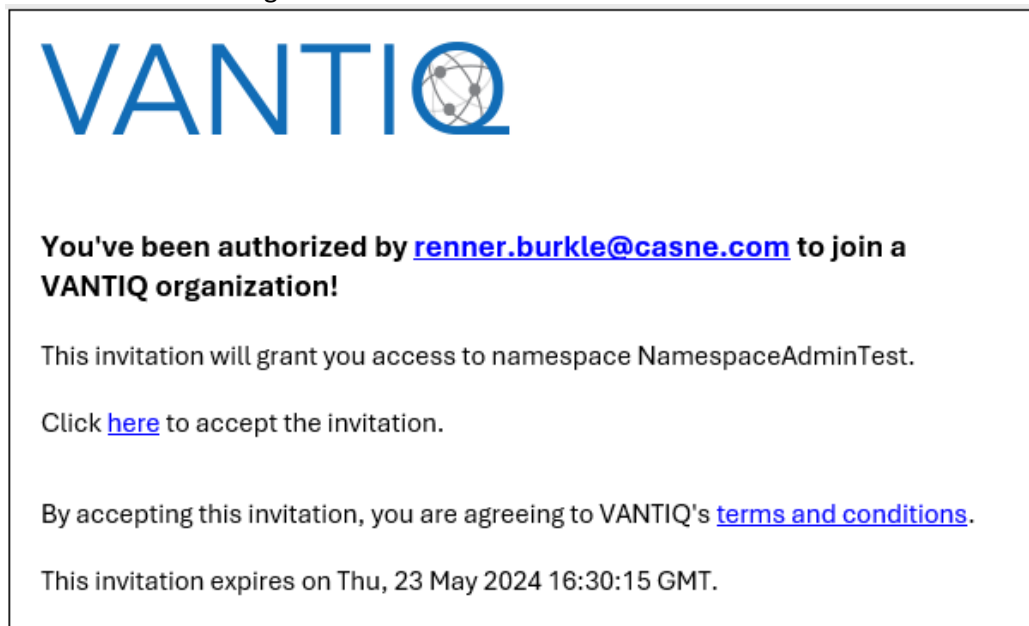 VANTIQ
You've been authorized by renner.burkle@casne.com to join a
VANTIQ organization!
This invitation will grant you access to namespace NamespaceAdminTest.
Click here to accept the invitation.
By accepting this invitation, you are agreeing to VANTIQ's terms and conditions.
This invitation expires on Thu, 23 May 2024 16:30:15 GMT.